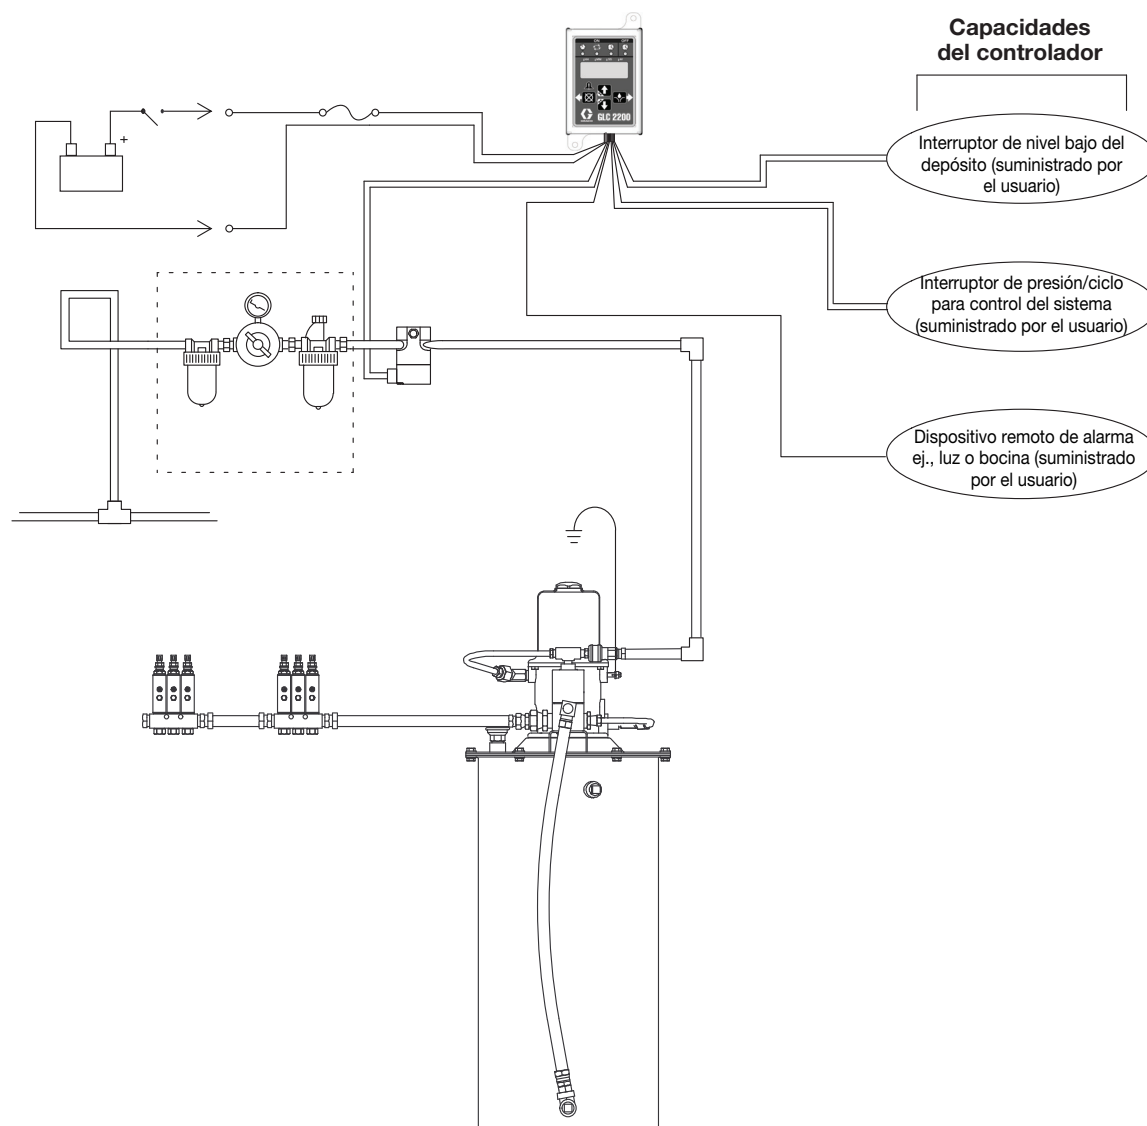 Capacidades
del controlador
ON OFF
GLC 2200
+
Interruptor de nivel bajo del
depósito (suministrado por
el usuario)
Interruptor de presión/ciclo
para control del sistema
(suministrado por el usuario)
Dispositivo remoto de alarma
ej., luz o bocina (suministrado
por el usuario)